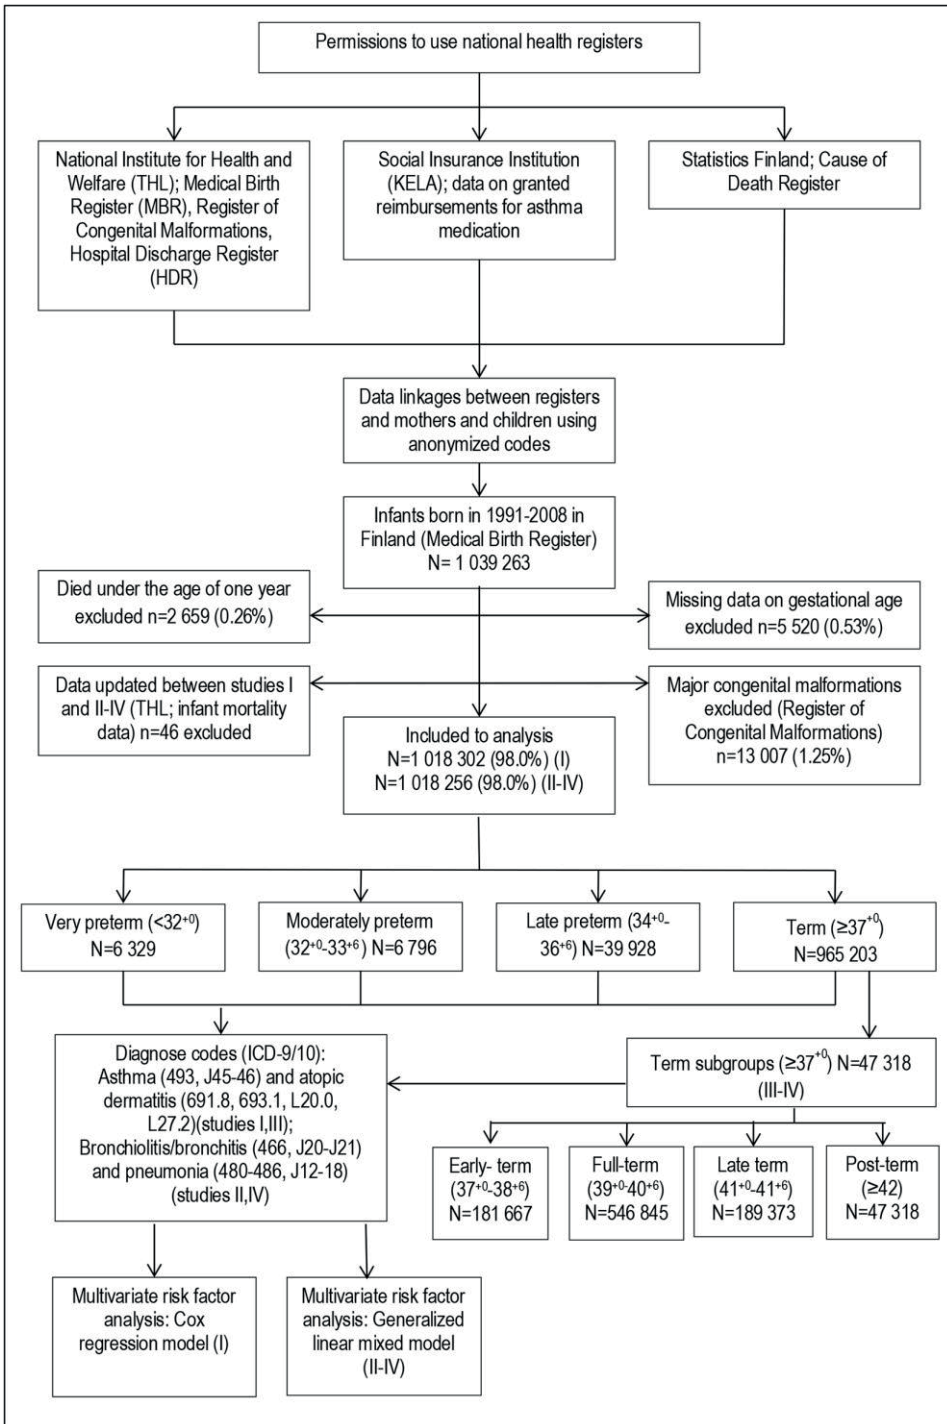 Permissions to use national health registers
National Institute for Health and
Welfare (THL); Medical Birth
Register (MBR), Register of
Congenital Malformations,
Hospital Discharge Register
(HDR)
Social Insurance Institution
(KELA); data on granted
reimbursements for asthma
medication
Statistics Finland; Cause of
Death Register
Data linkages between registers
and mothers and children using
anonymized codes
Infants born in 1991-2008 in
Finland (Medical Birth Register)
N= 1 039 263
Died under the age of one year
excluded n=2 659 (0.26%)
Missing data on gestational age
excluded n=5 520 (0.53%)
Data updated between studies I
and II-IV (THL; infant mortality
data) n=46 excluded
Major congenital malformations
excluded (Register of
Congenital Malformations)
n=13 007 (1.25%)
Included to analysis
N=1 018 302 (98.0%) (I)
N=1 018 256 (98.0%) (II-IV)
Very preterm (<32⁺⁰)
N=6 329
Moderately preterm
(32⁺⁰-33⁺⁶) N=6 796
Late preterm (34⁺⁰-
36⁺⁶) N=39 928
Term (≥37⁺⁰)
N=965 203
Diagnose codes (ICD-9/10):
Asthma (493, J45-46) and atopic
dermatitis (691.8, 693.1, L20.0,
L27.2)(studies I,III);
Bronchiolitis/bronchitis (466, J20-J21)
and pneumonia (480-486, J12-18)
(studies II,IV)
Term subgroups (≥37⁺⁰) N=47 318
(III-IV)
Early- term
(37⁺⁰-38⁺⁶)
N=181 667
Full-term
(39⁺⁰-40⁺⁶)
N=546 845
Late term
(41⁺⁰-41⁺⁶)
N=189 373
Post-term
(≥42)
N=47 318
Multivariate risk factor
analysis: Cox
regression model (I)
Multivariate risk factor
analysis: Generalized
linear mixed model
(II-IV)